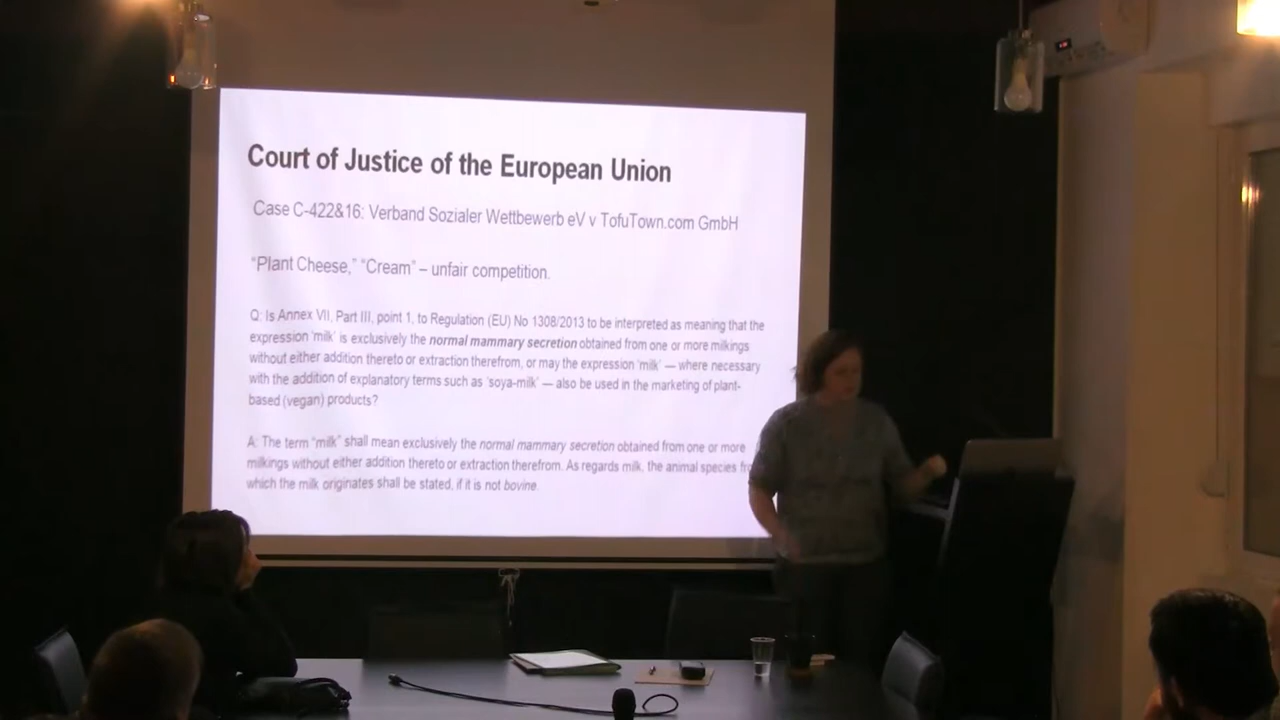 Court of Justice of the European Union
Case C-422&16: Verband Sozialer Wettbewerb eV v TofuTown.com GmbH
“Plant Cheese,” “Cream” – unfair competition.
Q: Is Annex VII, Part III, point 1, to Regulation (EU) No 1308/2013 to be interpreted as meaning that the
expression ‘milk’ is exclusively the normal mammary secretion obtained from one or more milkings
without either addition thereto or extraction therefrom, or may the expression ‘milk’ — where necessary
with the addition of explanatory terms such as ‘soya-milk’ — also be used in the marketing of plant-
based (vegan) products?
A: The term “milk” shall mean exclusively the normal mammary secretion obtained from one or more
milkings without either addition thereto or extraction therefrom. As regards milk, the animal species
which the milk originates shall be stated, if it is not bovine.